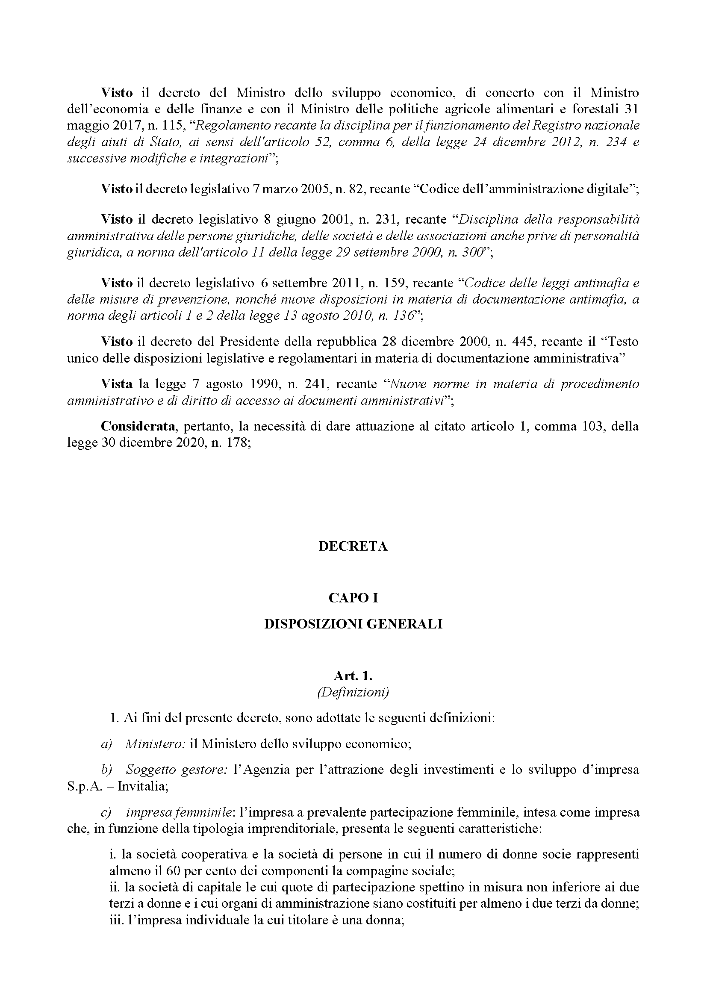 Visto il decreto del Ministro dello sviluppo economico, di concerto con il Ministro
dell’economia e delle finanze e con il Ministro delle politiche agricole alimentari e forestali 31
maggio 2017, n. 115, “Regolamento recante la disciplina per il funzionamento del Registro nazionale
degli aiuti di Stato, ai sensi dell'articolo 52, comma 6, della legge 24 dicembre 2012, n. 234 e
successive modifiche e integrazioni”;
Visto il decreto legislativo 7 marzo 2005, n. 82, recante “Codice dell’amministrazione digitale”;
Visto il decreto legislativo 8 giugno 2001, n. 231, recante “Disciplina della responsabilità
amministrativa delle persone giuridiche, delle società e delle associazioni anche prive di personalità
giuridica, a norma dell'articolo 11 della legge 29 settembre 2000, n. 300”;
Visto il decreto legislativo 6 settembre 2011, n. 159, recante “Codice delle leggi antimafia e
delle misure di prevenzione, nonché nuove disposizioni in materia di documentazione antimafia, a
norma degli articoli 1 e 2 della legge 13 agosto 2010, n. 136”;
Visto il decreto del Presidente della repubblica 28 dicembre 2000, n. 445, recante il “Testo
unico delle disposizioni legislative e regolamentari in materia di documentazione amministrativa”
Vista la legge 7 agosto 1990, n. 241, recante “Nuove norme in materia di procedimento
amministrativo e di diritto di accesso ai documenti amministrativi”;
Considerata, pertanto, la necessità di dare attuazione al citato articolo 1, comma 103, della
legge 30 dicembre 2020, n. 178;
DECRETA
CAPO I
DISPOSIZIONI GENERALI
Art. 1.
(Definizioni)
1. Ai fini del presente decreto, sono adottate le seguenti definizioni:
a) Ministero: il Ministero dello sviluppo economico;
b) Soggetto gestore: l’Agenzia per l’attrazione degli investimenti e lo sviluppo d’impresa
S.p.A. – Invitalia;
c) impresa femminile: l’impresa a prevalente partecipazione femminile, intesa come impresa
che, in funzione della tipologia imprenditoriale, presenta le seguenti caratteristiche:
i. la società cooperativa e la società di persone in cui il numero di donne socie rappresenti
almeno il 60 per cento dei componenti la compagine sociale;
ii. la società di capitale le cui quote di partecipazione spettino in misura non inferiore ai due
terzi a donne e i cui organi di amministrazione siano costituiti per almeno i due terzi da donne;
iii. l’impresa individuale la cui titolare è una donna;